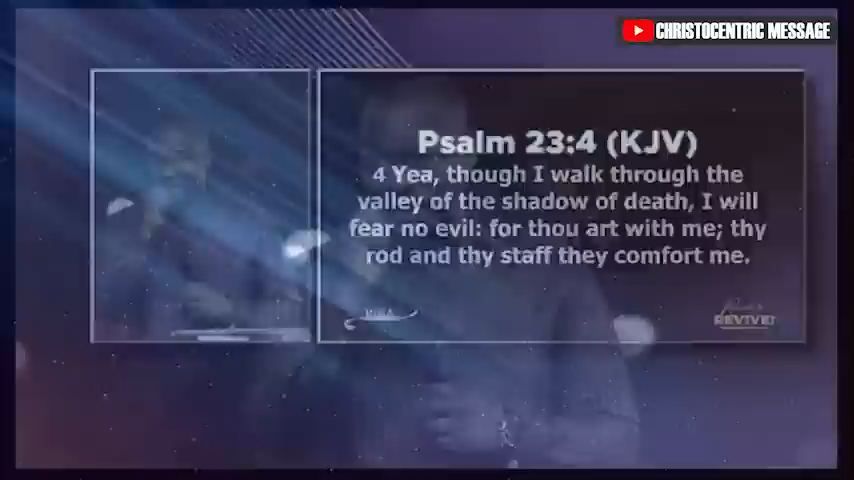 CHRISTOCENTRIC MESSAGE
Psalm 23:4 (KJV)
4 Yea, though I walk through the
valley of the shadow of death, I will
fear no evil: for thou art with me; thy
rod and thy staff they comfort me.
REVIVE!